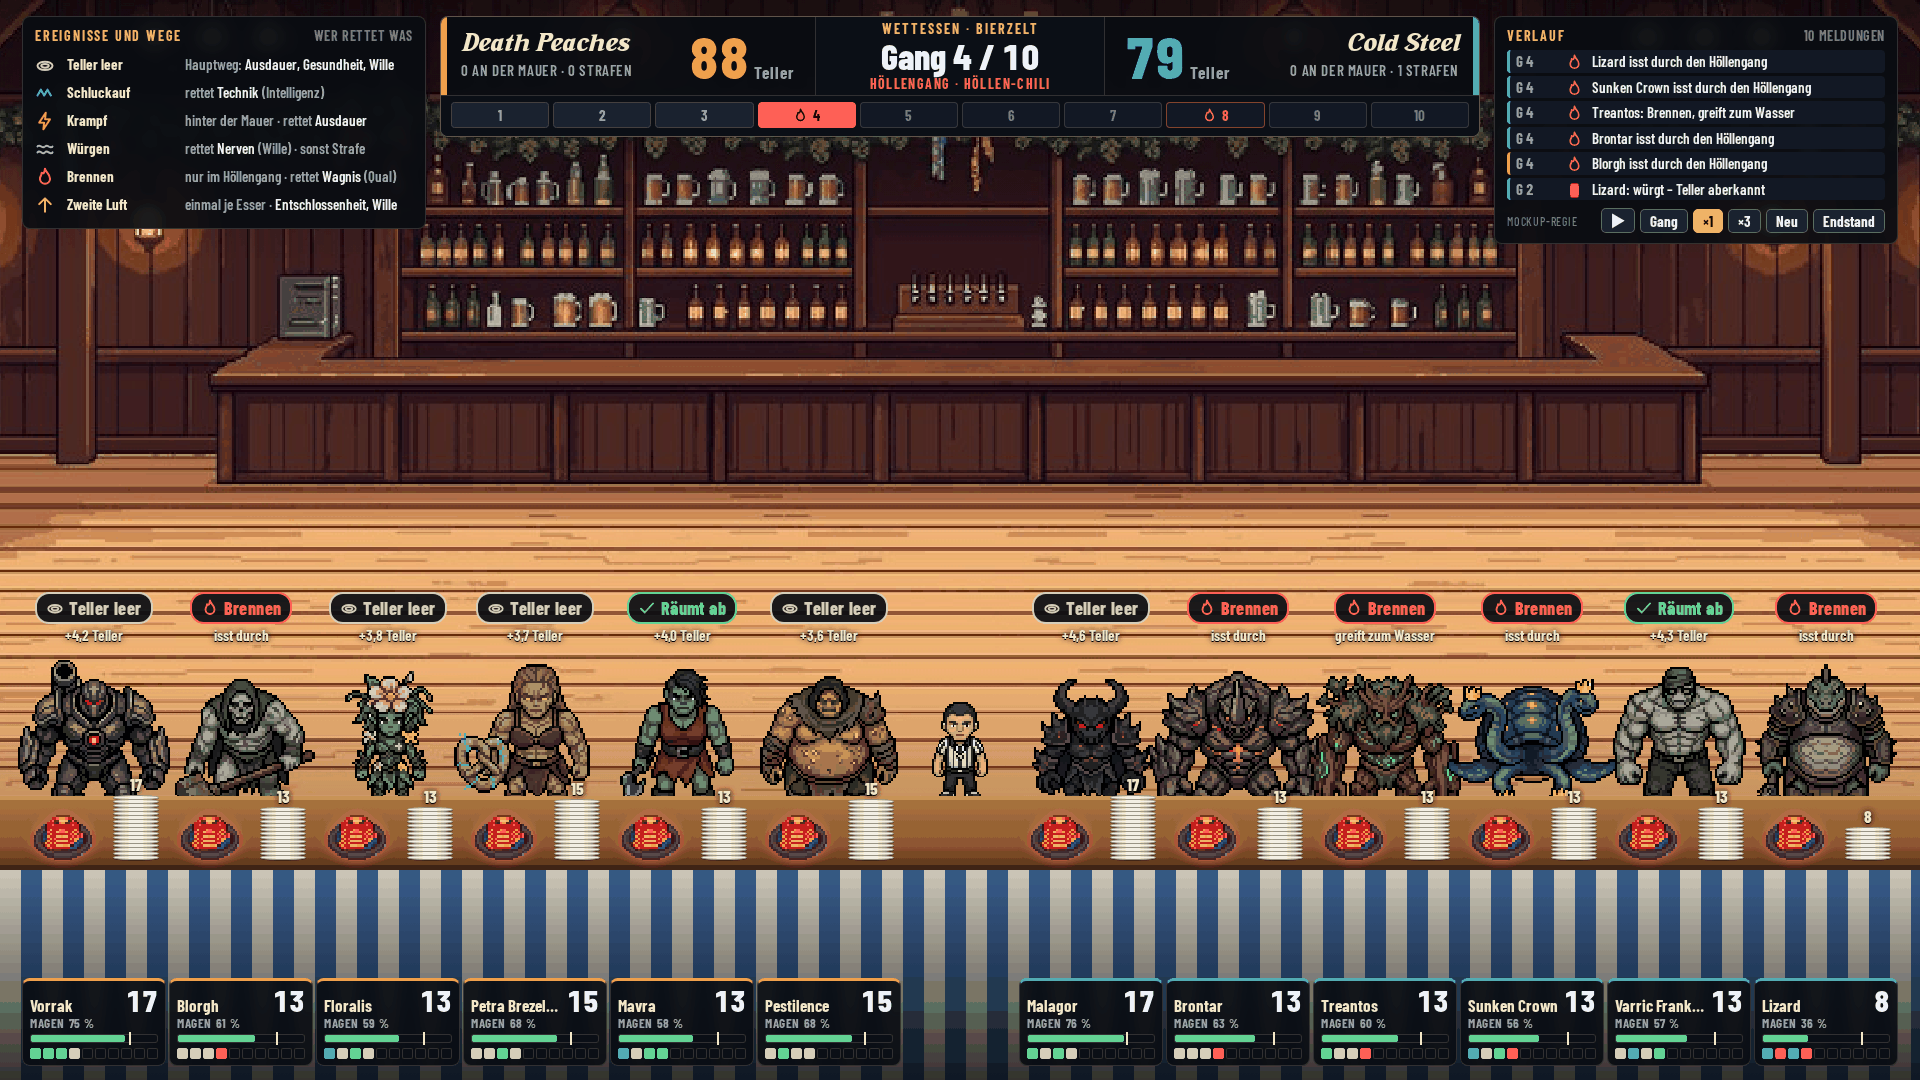 EREIGNISSE UND WEGE WER RETTET WAS
Teller leer Hauptweg: Ausdauer, Gesundheit, Wille
Schluckauf rettet Technik (Intelligenz)
Krampf hinter der Mauer · rettet Ausdauer
Würgen rettet Nerven (Wille) · sonst Strafe
Brennen nur im Höllengang · rettet Wagnis (Qual)
Zweite Luft einmal je Esser · Entschlossenheit, Wille
Death Peaches
0 AN DER MAUER · 0 STRAFEN
88 Teller
WETTESSEN · BIERZELT
Gang 4 / 10
HÖLLENGANG · HÖLLEN-CHILI
79 Teller
Cold Steel
0 AN DER MAUER · 1 STRAFEN
1 2 3 4 5 6 7 8 9 10
VERLAUF 10 MELDUNGEN
G 4 Lizard isst durch den Höllengang
G 4 Sunken Crown isst durch den Höllengang
G 4 Treantos: Brennen, greift zum Wasser
G 4 Brontar isst durch den Höllengang
G 4 Blorgh isst durch den Höllengang
G 2 Lizard: würgt – Teller aberkannt
MOCKUP-REGIE Gang ×1 ×3 Neu Endstand
Teller leer Brennen Teller leer Teller leer Räumt ab Teller leer Teller leer Brennen Brennen Brennen Räumt ab Brennen
+4,2 Teller isst durch +3,8 Teller +3,7 Teller +4,0 Teller +3,6 Teller +4,6 Teller isst durch greift zum Wasser isst durch +4,3 Teller isst durch
17 13 13 15 13 15 17 13 13 13 13 8
Vorrak 17 Blorgh 13 Floralis 13 Petra Brezel... 15 Mavra 13 Pestilence 15 Malagor 17 Brontar 13 Treantos 13 Sunken Crown 13 Varric Frank... 13 Lizard 8
MAGEN 75 % MAGEN 61 % MAGEN 59 % MAGEN 68 % MAGEN 58 % MAGEN 68 % MAGEN 76 % MAGEN 63 % MAGEN 60 % MAGEN 56 % MAGEN 57 % MAGEN 36 %